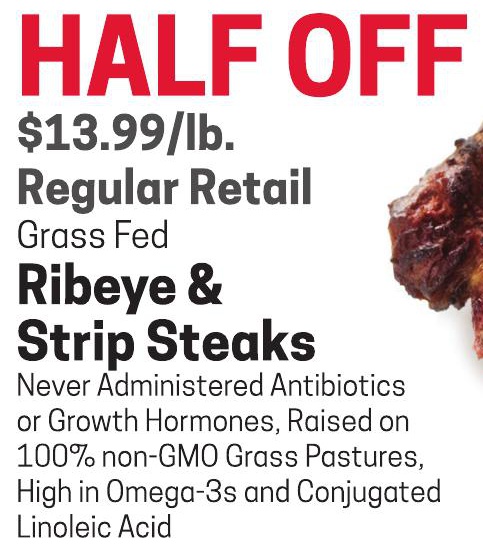 HALF OFF
$13.99/lb.
Regular Retail
Grass Fed
Ribeye &
Strip Steaks
Never Administered Antibiotics
or Growth Hormones, Raised on
100% non-GMO Grass Pastures,
High in Omega-3s and Conjugated
Linoleic Acid